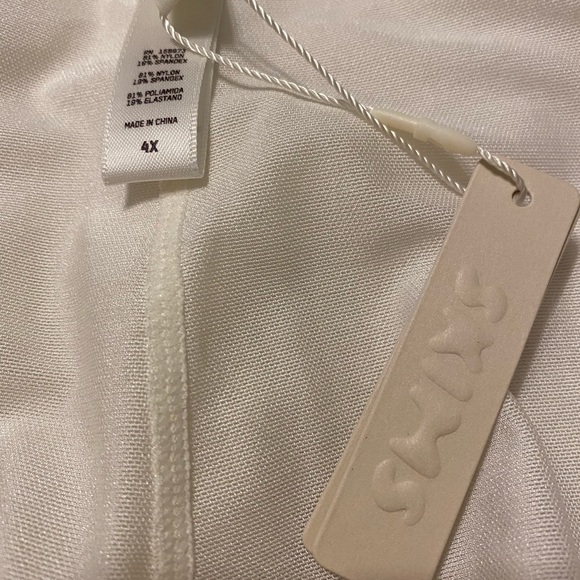 81% NYLON
19% SPANDEX
81% NYLON
19% SPANDEX
81% POLIAMIDA
19% ELASTANO
MADE IN CHINA
4X
SKIMS